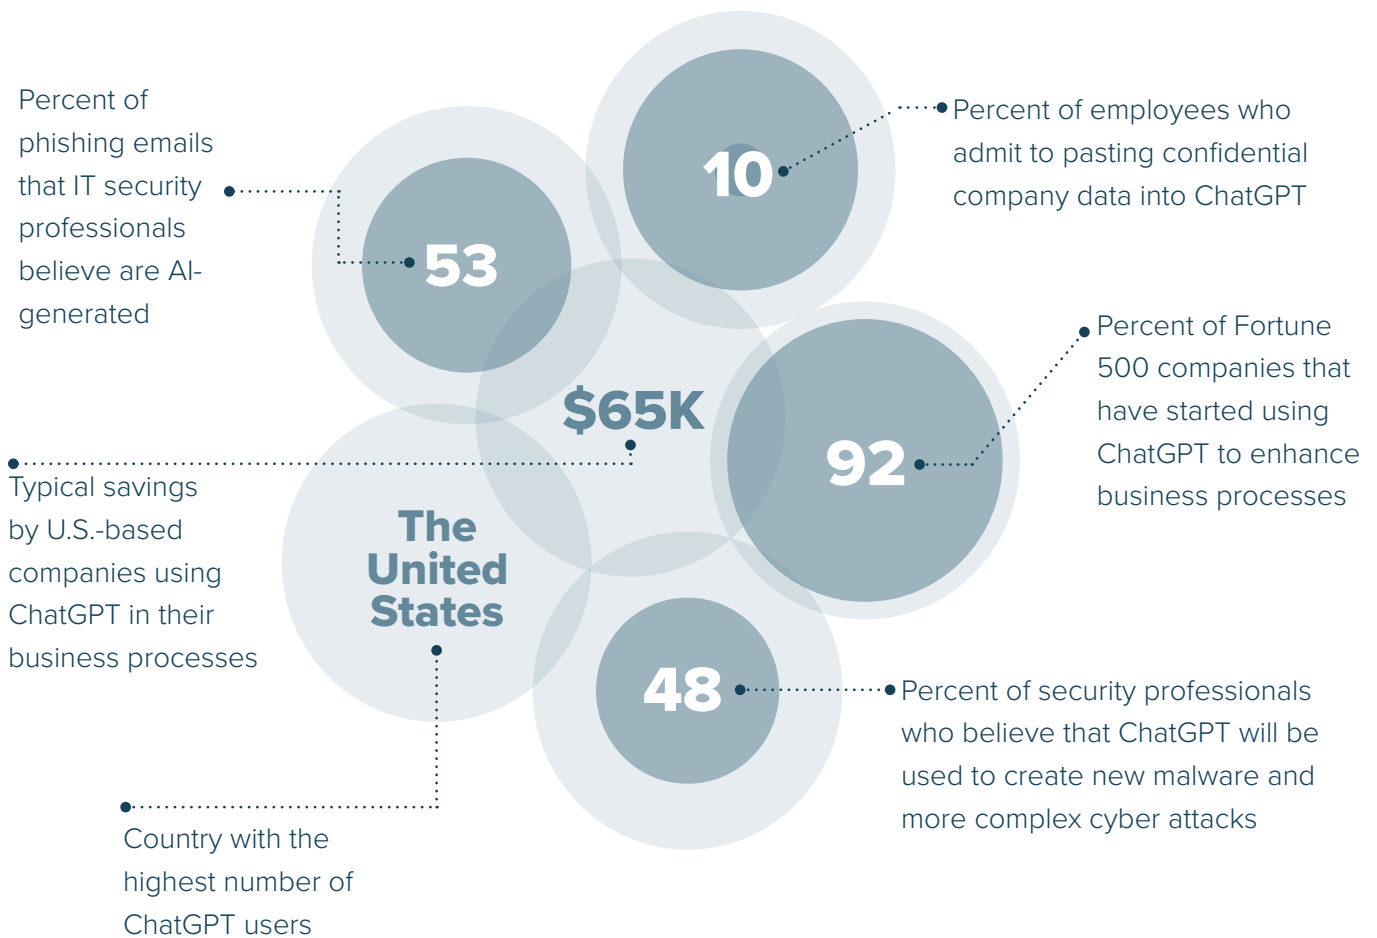 Percent of
phishing emails
that IT security
professionals
believe are AI-
generated
53
10
Percent of employees who
admit to pasting confidential
company data into ChatGPT
$65K
Typical savings
by U.S.-based
companies using
ChatGPT in their
business processes
92
Percent of Fortune
500 companies that
have started using
ChatGPT to enhance
business processes
The
United
States
Country with the
highest number of
ChatGPT users
48
Percent of security professionals
who believe that ChatGPT will be
used to create new malware and
more complex cyber attacks